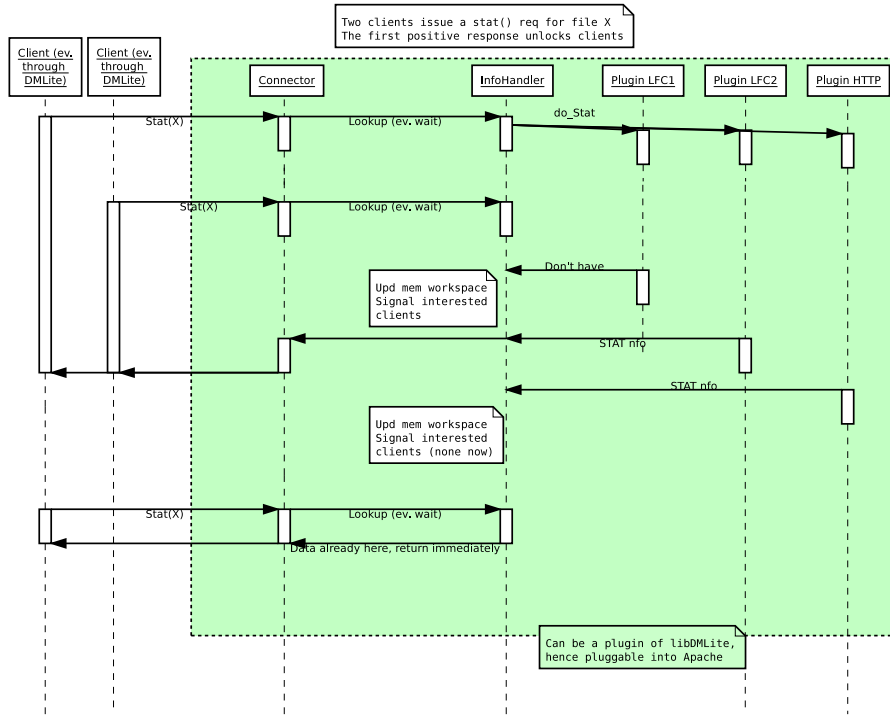 Two clients issue a stat() req for file X
The first positive response unlocks clients
Client (ev.
through
DMLite)
Client (ev.
through
DMLite)
Connector
InfoHandler
Plugin LFC1
Plugin LFC2
Plugin HTTP
Stat(X)
Lookup (ev. wait)
do_Stat
Stat(X)
Lookup (ev. wait)
Don't have
Upd mem workspace
Signal interested
clients
STAT nfo
STAT nfo
Upd mem workspace
Signal interested
clients (none now)
Stat(X)
Lookup (ev. wait)
Data already here, return immediately
Can be a plugin of libDMLite,
hence pluggable into Apache